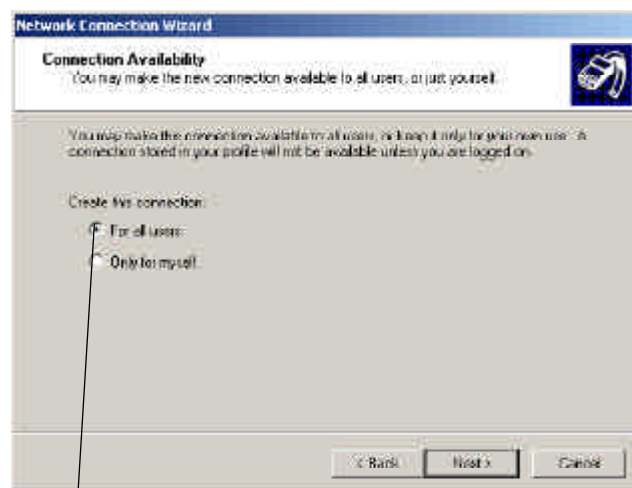 Network Connection Wizard
Connection Availability
You may make the new connection available to all users, or just yourself.
You may make this connection available to all users, or keep it only for your own use. A
connection stored in your profile will not be available unless you are logged on.
Create this connection:
For all users
Only for myself
< Back
Next >
Cancel